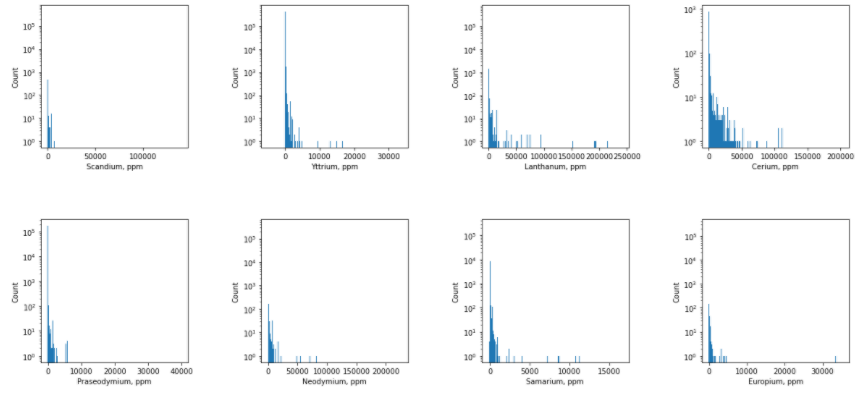 10⁵
10⁴
10³
10²
10¹
10⁰
Count
0 50000 100000
Scandium, ppm
10⁵
10⁴
10³
10²
10¹
10⁰
Count
0 10000 20000 30000
Yttrium, ppm
10⁵
10⁴
10³
10²
10¹
10⁰
Count
0 50000 100000 150000 200000 250000
Lanthanum, ppm
10³
10²
10¹
10⁰
Count
0 50000 100000 150000 200000
Cerium, ppm
10⁵
10⁴
10³
10²
10¹
10⁰
Count
0 10000 20000 30000 40000
Praseodymium, ppm
10⁵
10⁴
10³
10²
10¹
10⁰
Count
0 50000 100000 150000 200000
Neodymium, ppm
10⁵
10⁴
10³
10²
10¹
10⁰
Count
0 5000 10000 15000
Samarium, ppm
10⁵
10⁴
10³
10²
10¹
10⁰
Count
0 10000 20000 30000
Europium, ppm